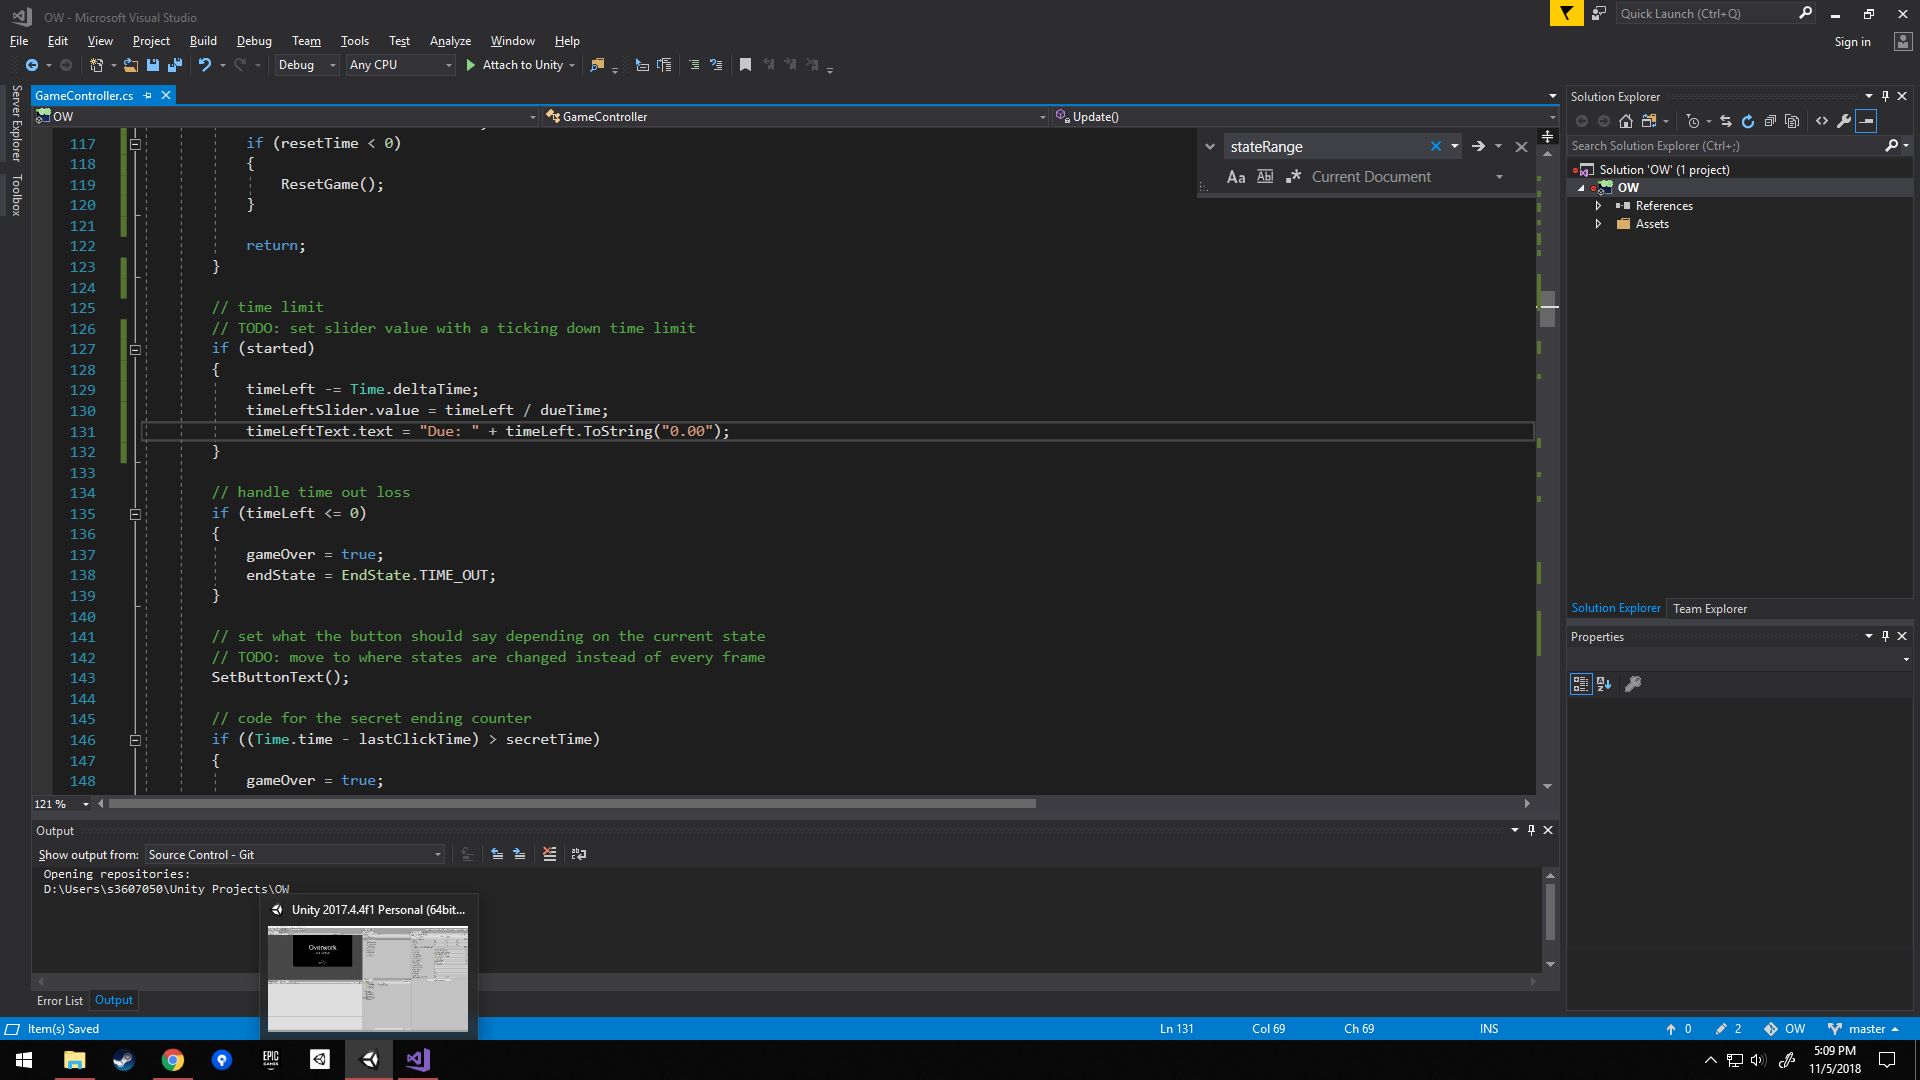 OW - Microsoft Visual Studio
Quick Launch (Ctrl+Q)
File Edit View Project Build Debug Team Tools Test Analyze Window Help
Sign in
Debug Any CPU Attach to Unity
Server Explorer
Toolbox
GameController.cs
OW GameController Update()
stateRange
Aa Current Document
117 if (resetTime < 0)
118 {
119 ResetGame();
120 }
121
122 return;
123 }
124
125 // time limit
126 // TODO: set slider value with a ticking down time limit
127 if (started)
128 {
129 timeLeft -= Time.deltaTime;
130 timeLeftSlider.value = timeLeft / dueTime;
131 timeLeftText.text = "Due: " + timeLeft.ToString("0.00");
132 }
133
134 // handle time out loss
135 if (timeLeft <= 0)
136 {
137 gameOver = true;
138 endState = EndState.TIME_OUT;
139 }
140
141 // set what the button should say depending on the current state
142 // TODO: move to where states are changed instead of every frame
143 SetButtonText();
144
145 // code for the secret ending counter
146 if ((Time.time - lastClickTime) > secretTime)
147 {
148 gameOver = true;
121 %
Output
Show output from: Source Control - Git
Opening repositories:
D:\Users\s3607050\Unity Projects\OW
Unity 2017.4.4f1 Personal (64bit...
Overwork
Error List Output
Solution Explorer
Search Solution Explorer (Ctrl+;)
Solution 'OW' (1 project)
OW
References
Assets
Solution Explorer Team Explorer
Properties
Item(s) Saved
Ln 131 Col 69 Ch 69 INS
0 2 OW master
EPIC GAMES
5:09 PM
11/5/2018